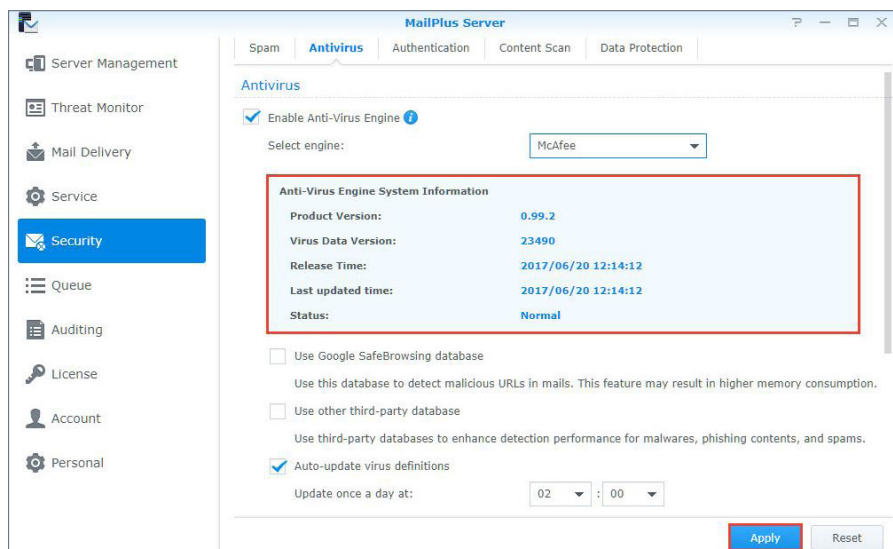 MailPlus Server
Server Management
Threat Monitor
Mail Delivery
Service
Security
Queue
Auditing
License
Account
Personal
Spam Antivirus Authentication Content Scan Data Protection
Antivirus
Enable Anti-Virus Engine
Select engine: McAfee
Anti-Virus Engine System Information
Product Version: 0.99.2
Virus Data Version: 23490
Release Time: 2017/06/20 12:14:12
Last updated time: 2017/06/20 12:14:12
Status: Normal
Use Google SafeBrowsing database
Use this database to detect malicious URLs in mails. This feature may result in higher memory consumption.
Use other third-party database
Use third-party databases to enhance detection performance for malwares, phishing contents, and spams.
Auto-update virus definitions
Update once a day at: 02 : 00
Apply Reset